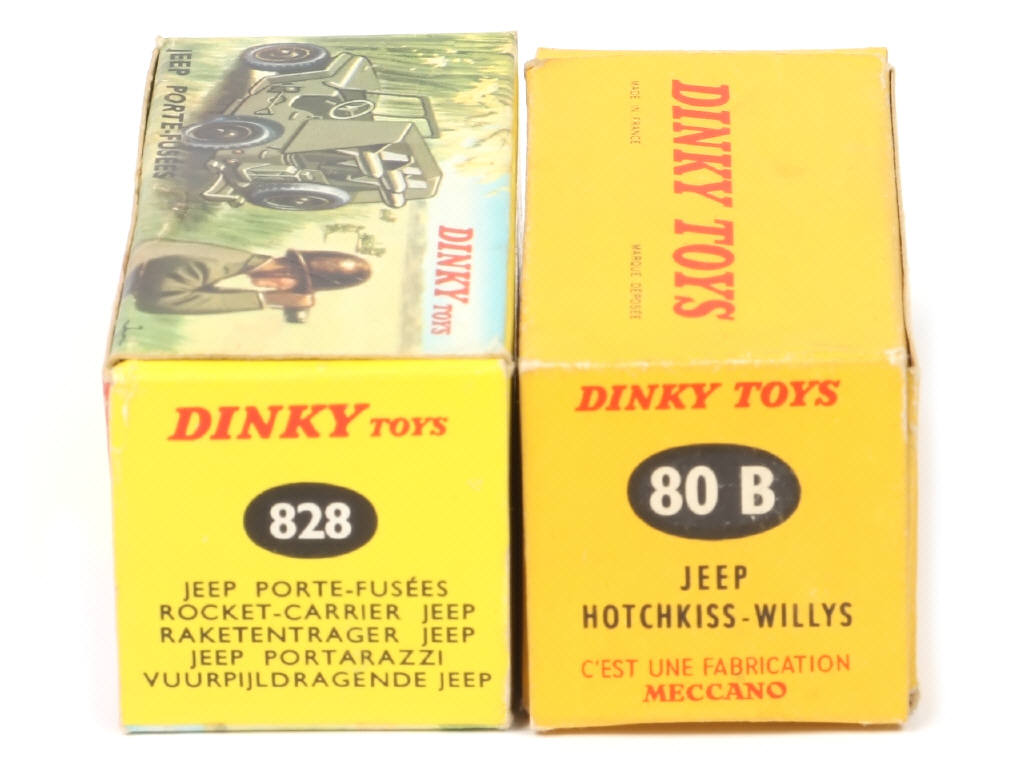 JEEP PORTE-FUSÉES
DINKY TOYS
DINKY TOYS
828
JEEP PORTE-FUSÉES
ROCKET-CARRIER JEEP
RAKETENTRAGER JEEP
JEEP PORTARAZZI
VUURPIJLDRAGENDE JEEP
MADE IN FRANCE
MARQUE DÉPOSÉE
DINKY TOYS
DINKY TOYS
80 B
JEEP
HOTCHKISS-WILLYS
C'EST UNE FABRICATION
MECCANO